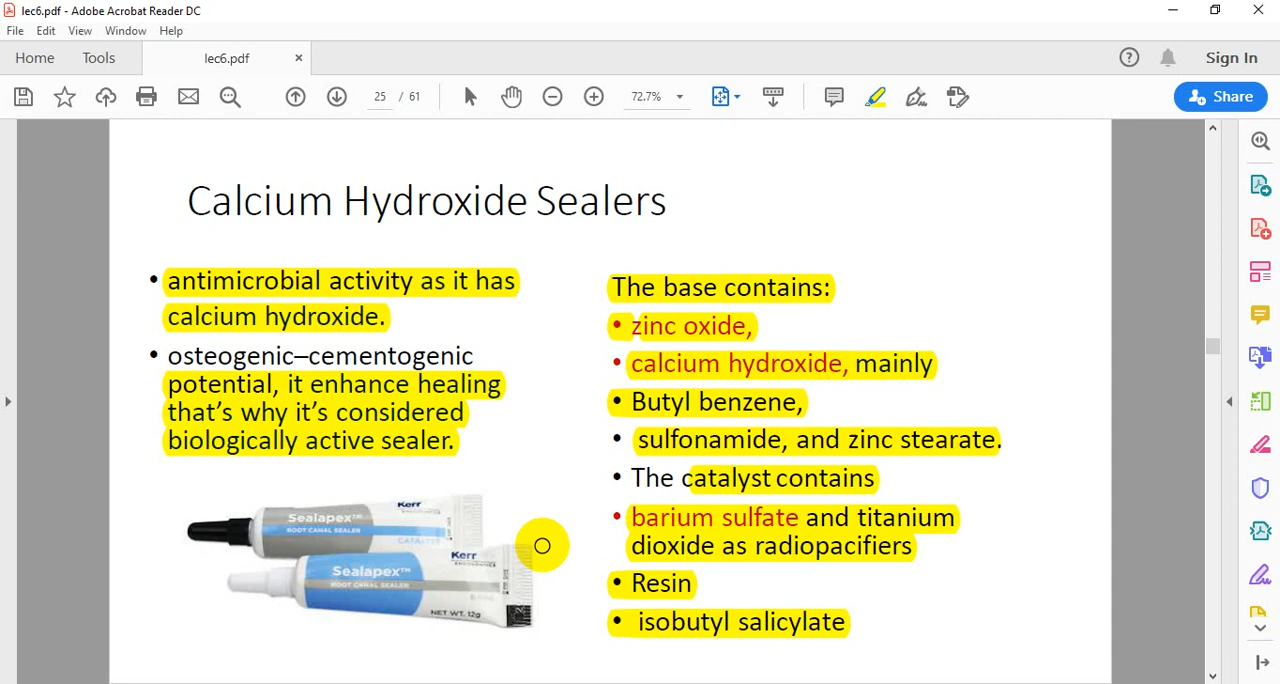 lec6.pdf - Adobe Acrobat Reader DC
File Edit View Window Help
Home Tools lec6.pdf Sign In
25 / 61 72.7% Share
Calcium Hydroxide Sealers
• antimicrobial activity as it has
calcium hydroxide.
• osteogenic–cementogenic
potential, it enhance healing
that's why it's considered
biologically active sealer.
The base contains:
• zinc oxide,
• calcium hydroxide, mainly
• Butyl benzene,
• sulfonamide, and zinc stearate.
• The catalyst contains
• barium sulfate and titanium
dioxide as radiopacifiers
• Resin
• isobutyl salicylate
Kerr
Sealapex™
ROOT CANAL SEALER
CATALYST
Kerr
Sealapex™
ROOT CANAL SEALER
NET WT. 12g